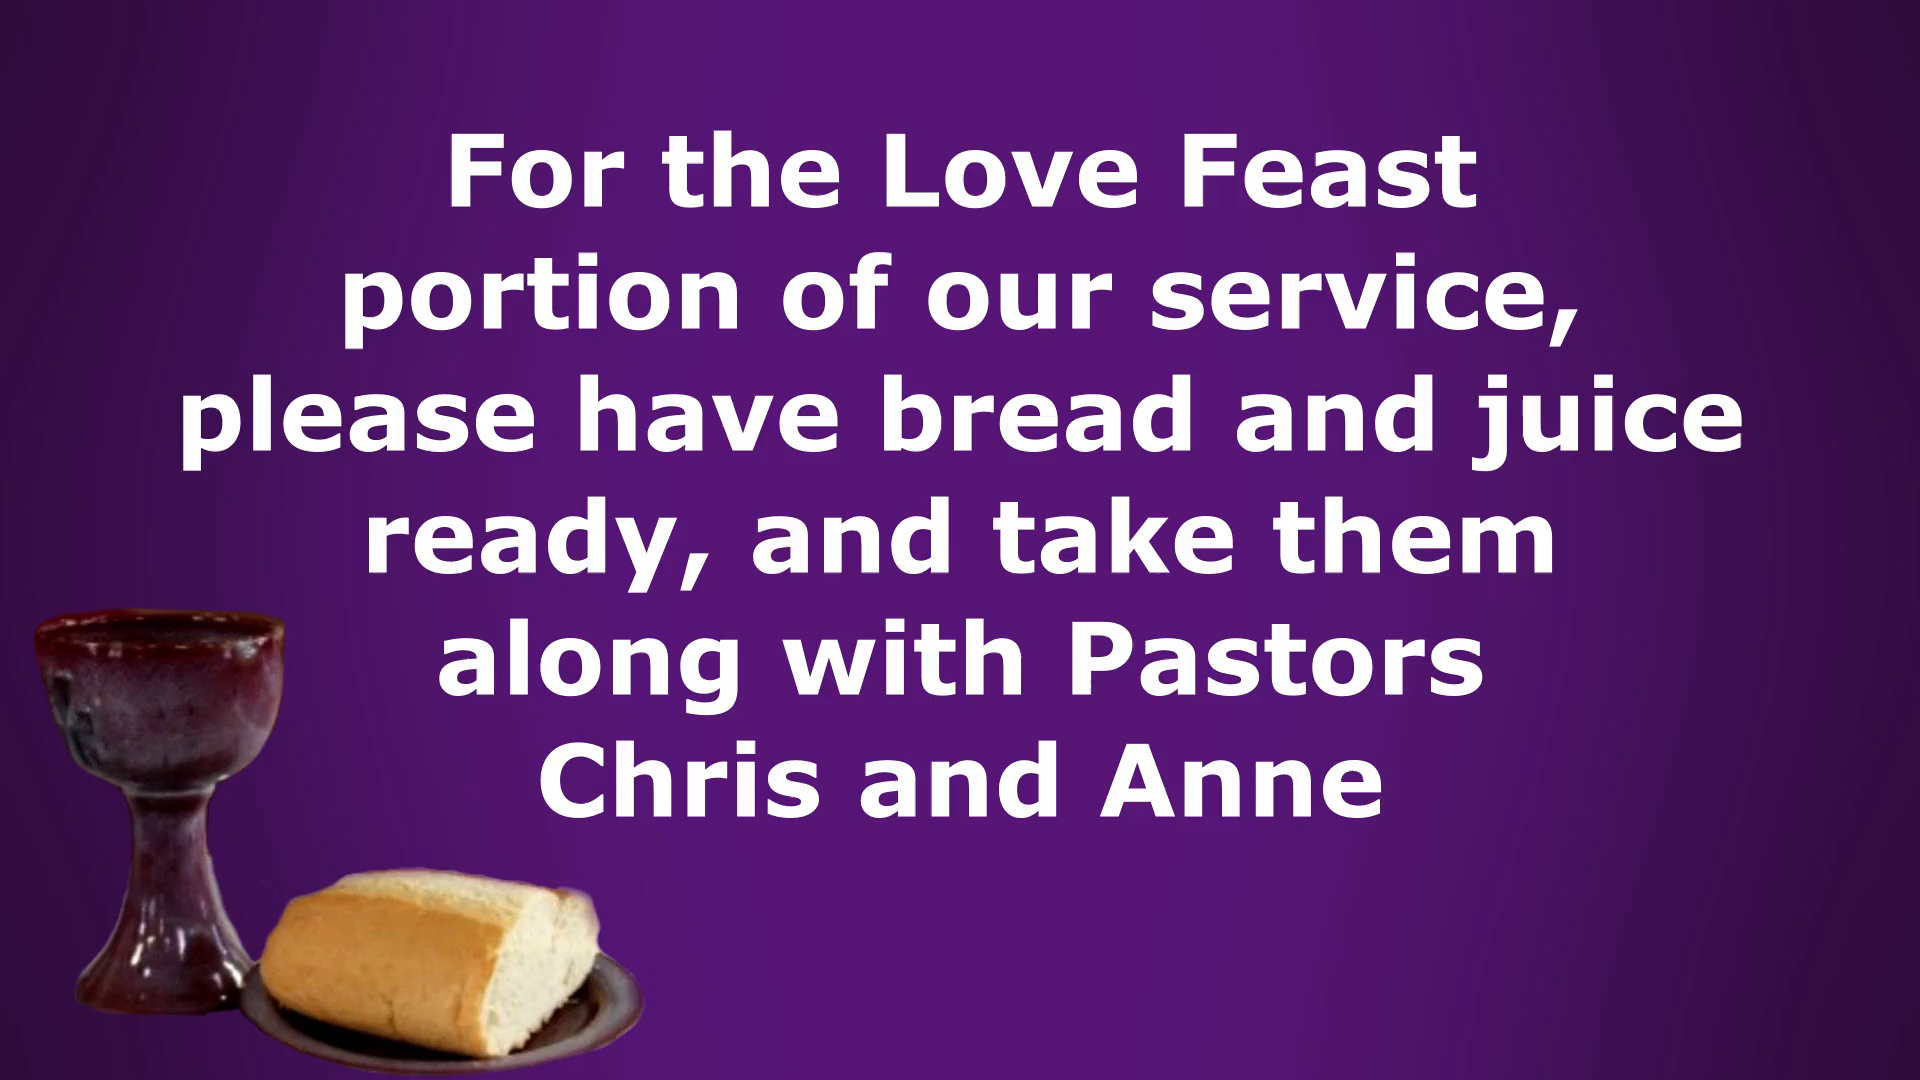 For the Love Feast
portion of our service,
please have bread and juice
ready, and take them
along with Pastors
Chris and Anne